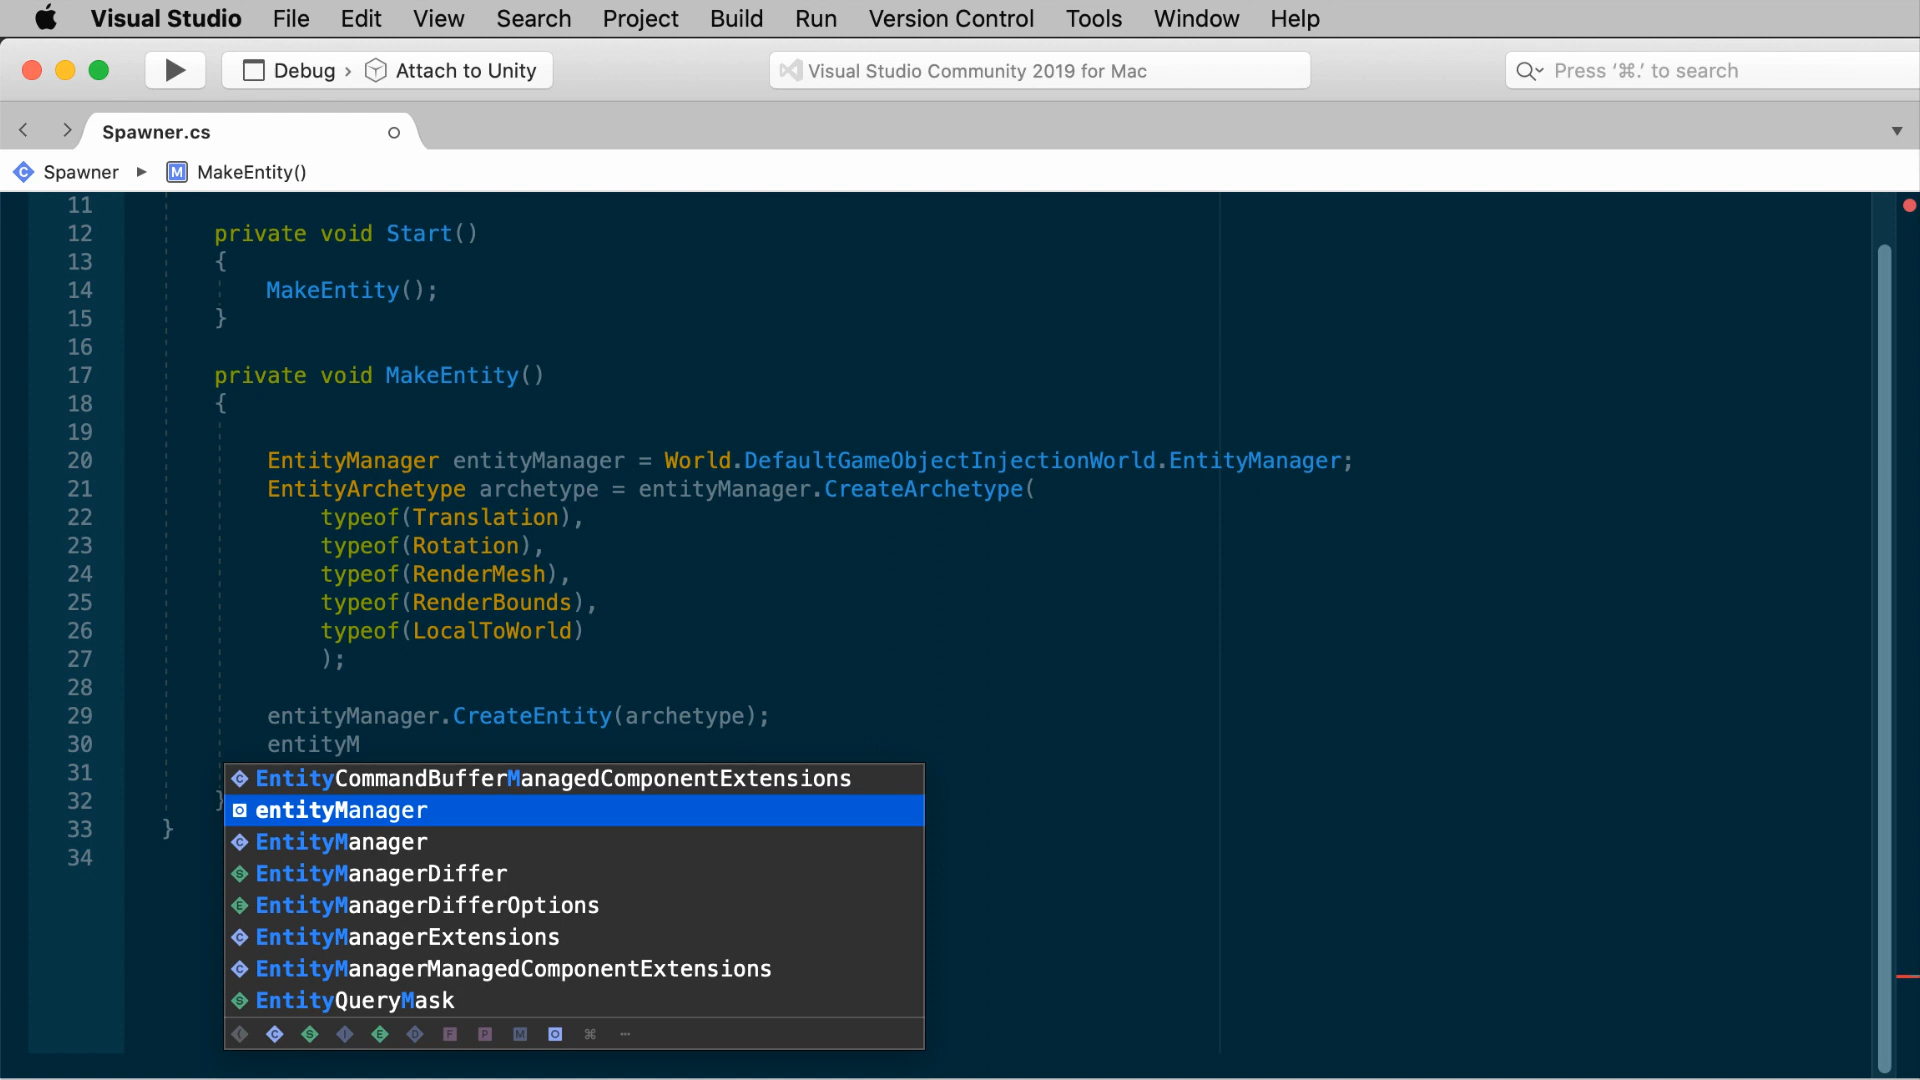 Visual Studio File Edit View Search Project Build Run Version Control Tools Window Help
Debug › Attach to Unity Visual Studio Community 2019 for Mac Press ‘⌘.’ to search
Spawner.cs
C Spawner M MakeEntity()
11
12 private void Start()
13 {
14 MakeEntity();
15 }
16
17 private void MakeEntity()
18 {
19
20 EntityManager entityManager = World.DefaultGameObjectInjectionWorld.EntityManager;
21 EntityArchetype archetype = entityManager.CreateArchetype(
22 typeof(Translation),
23 typeof(Rotation),
24 typeof(RenderMesh),
25 typeof(RenderBounds),
26 typeof(LocalToWorld)
27 );
28
29 entityManager.CreateEntity(archetype);
30 entityM
31 C EntityCommandBufferManagedComponentExtensions
32 } entityManager
33 } C EntityManager
34 S EntityManagerDiffer
E EntityManagerDifferOptions
C EntityManagerExtensions
C EntityManagerManagedComponentExtensions
S EntityQueryMask
C S I E D F P M O ⌘ ···